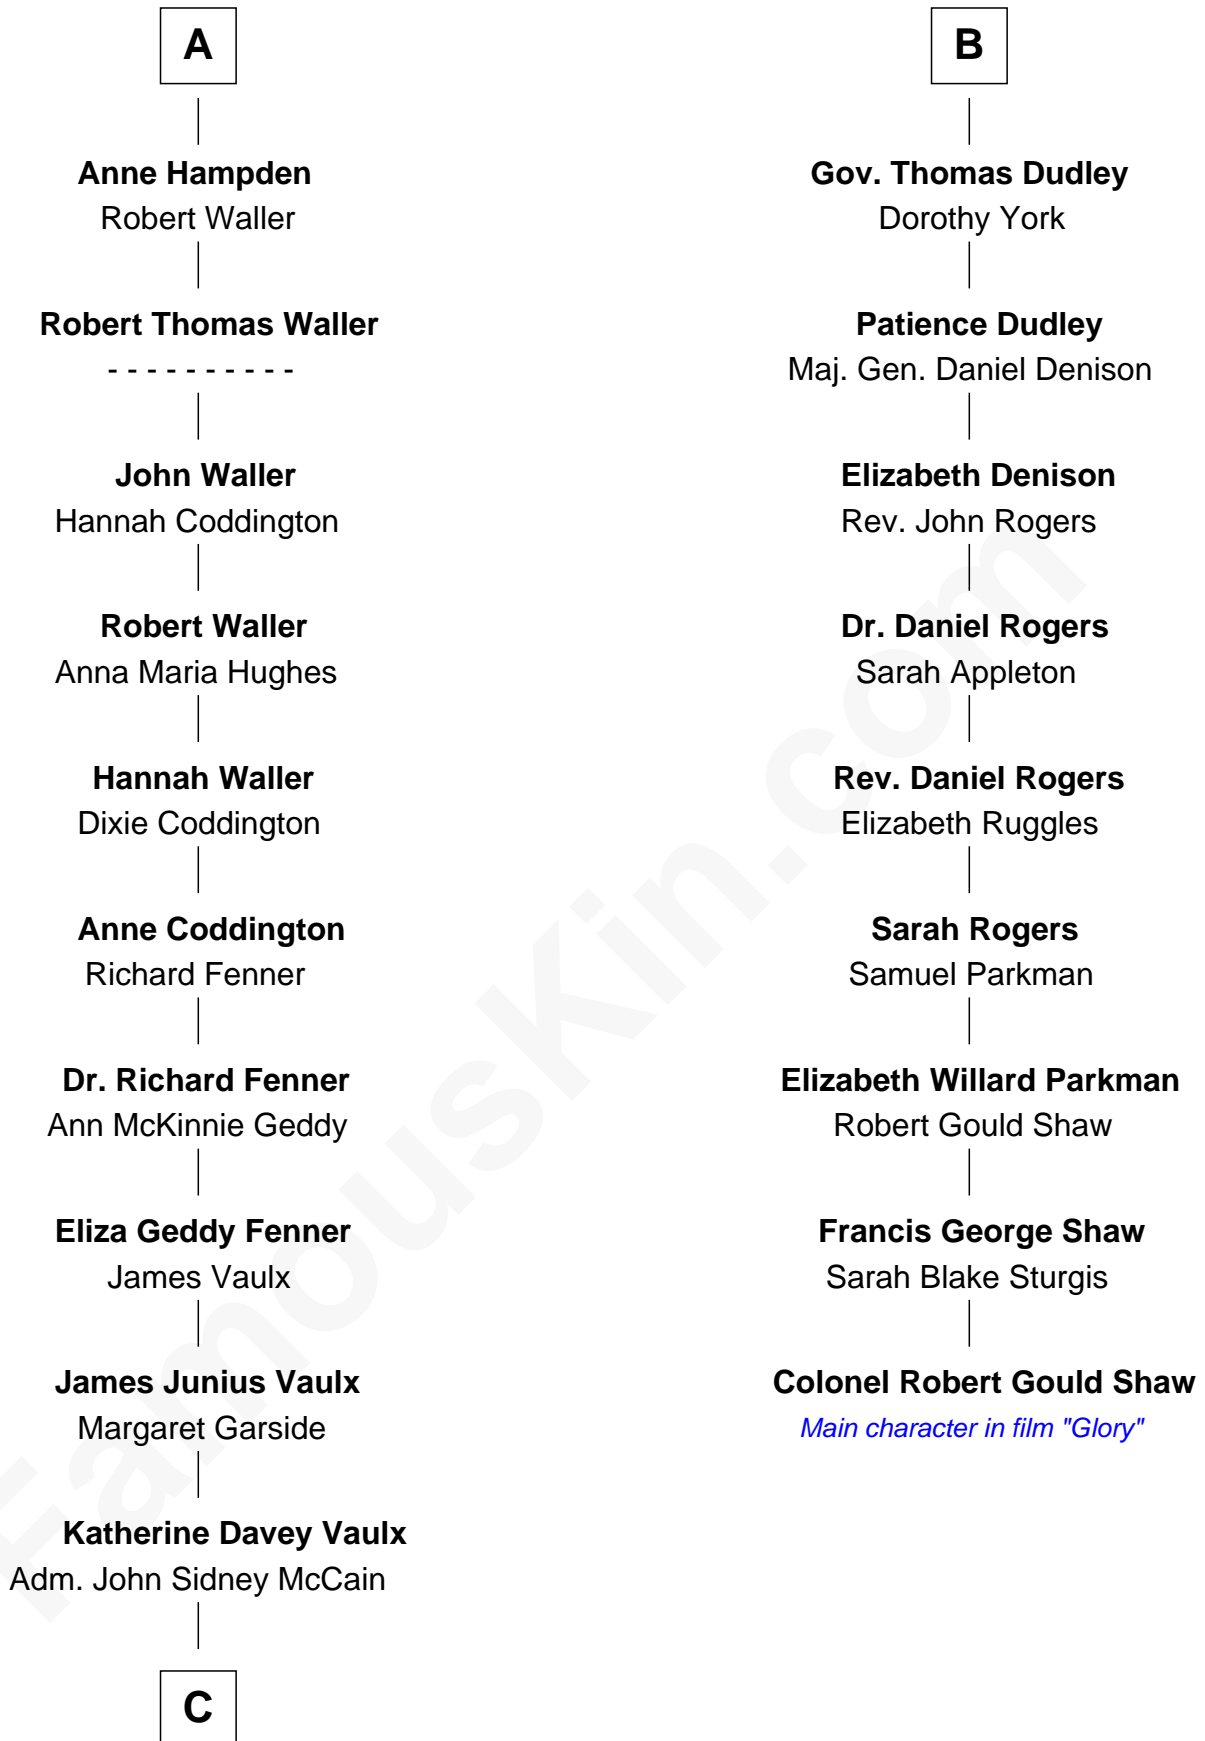 A
Anne Hampden
Robert Waller
Robert Thomas Waller
- - - - - - - - - -
John Waller
Hannah Coddington
Robert Waller
Anna Maria Hughes
Hannah Waller
Dixie Coddington
Anne Coddington
Richard Fenner
Dr. Richard Fenner
Ann McKinnie Geddy
Eliza Geddy Fenner
James Vaulx
James Junius Vaulx
Margaret Garside
Katherine Davey Vaulx
Adm. John Sidney McCain
C
B
Gov. Thomas Dudley
Dorothy York
Patience Dudley
Maj. Gen. Daniel Denison
Elizabeth Denison
Rev. John Rogers
Dr. Daniel Rogers
Sarah Appleton
Rev. Daniel Rogers
Elizabeth Ruggles
Sarah Rogers
Samuel Parkman
Elizabeth Willard Parkman
Robert Gould Shaw
Francis George Shaw
Sarah Blake Sturgis
Colonel Robert Gould Shaw
Main character in film "Glory"
FamousKin.com